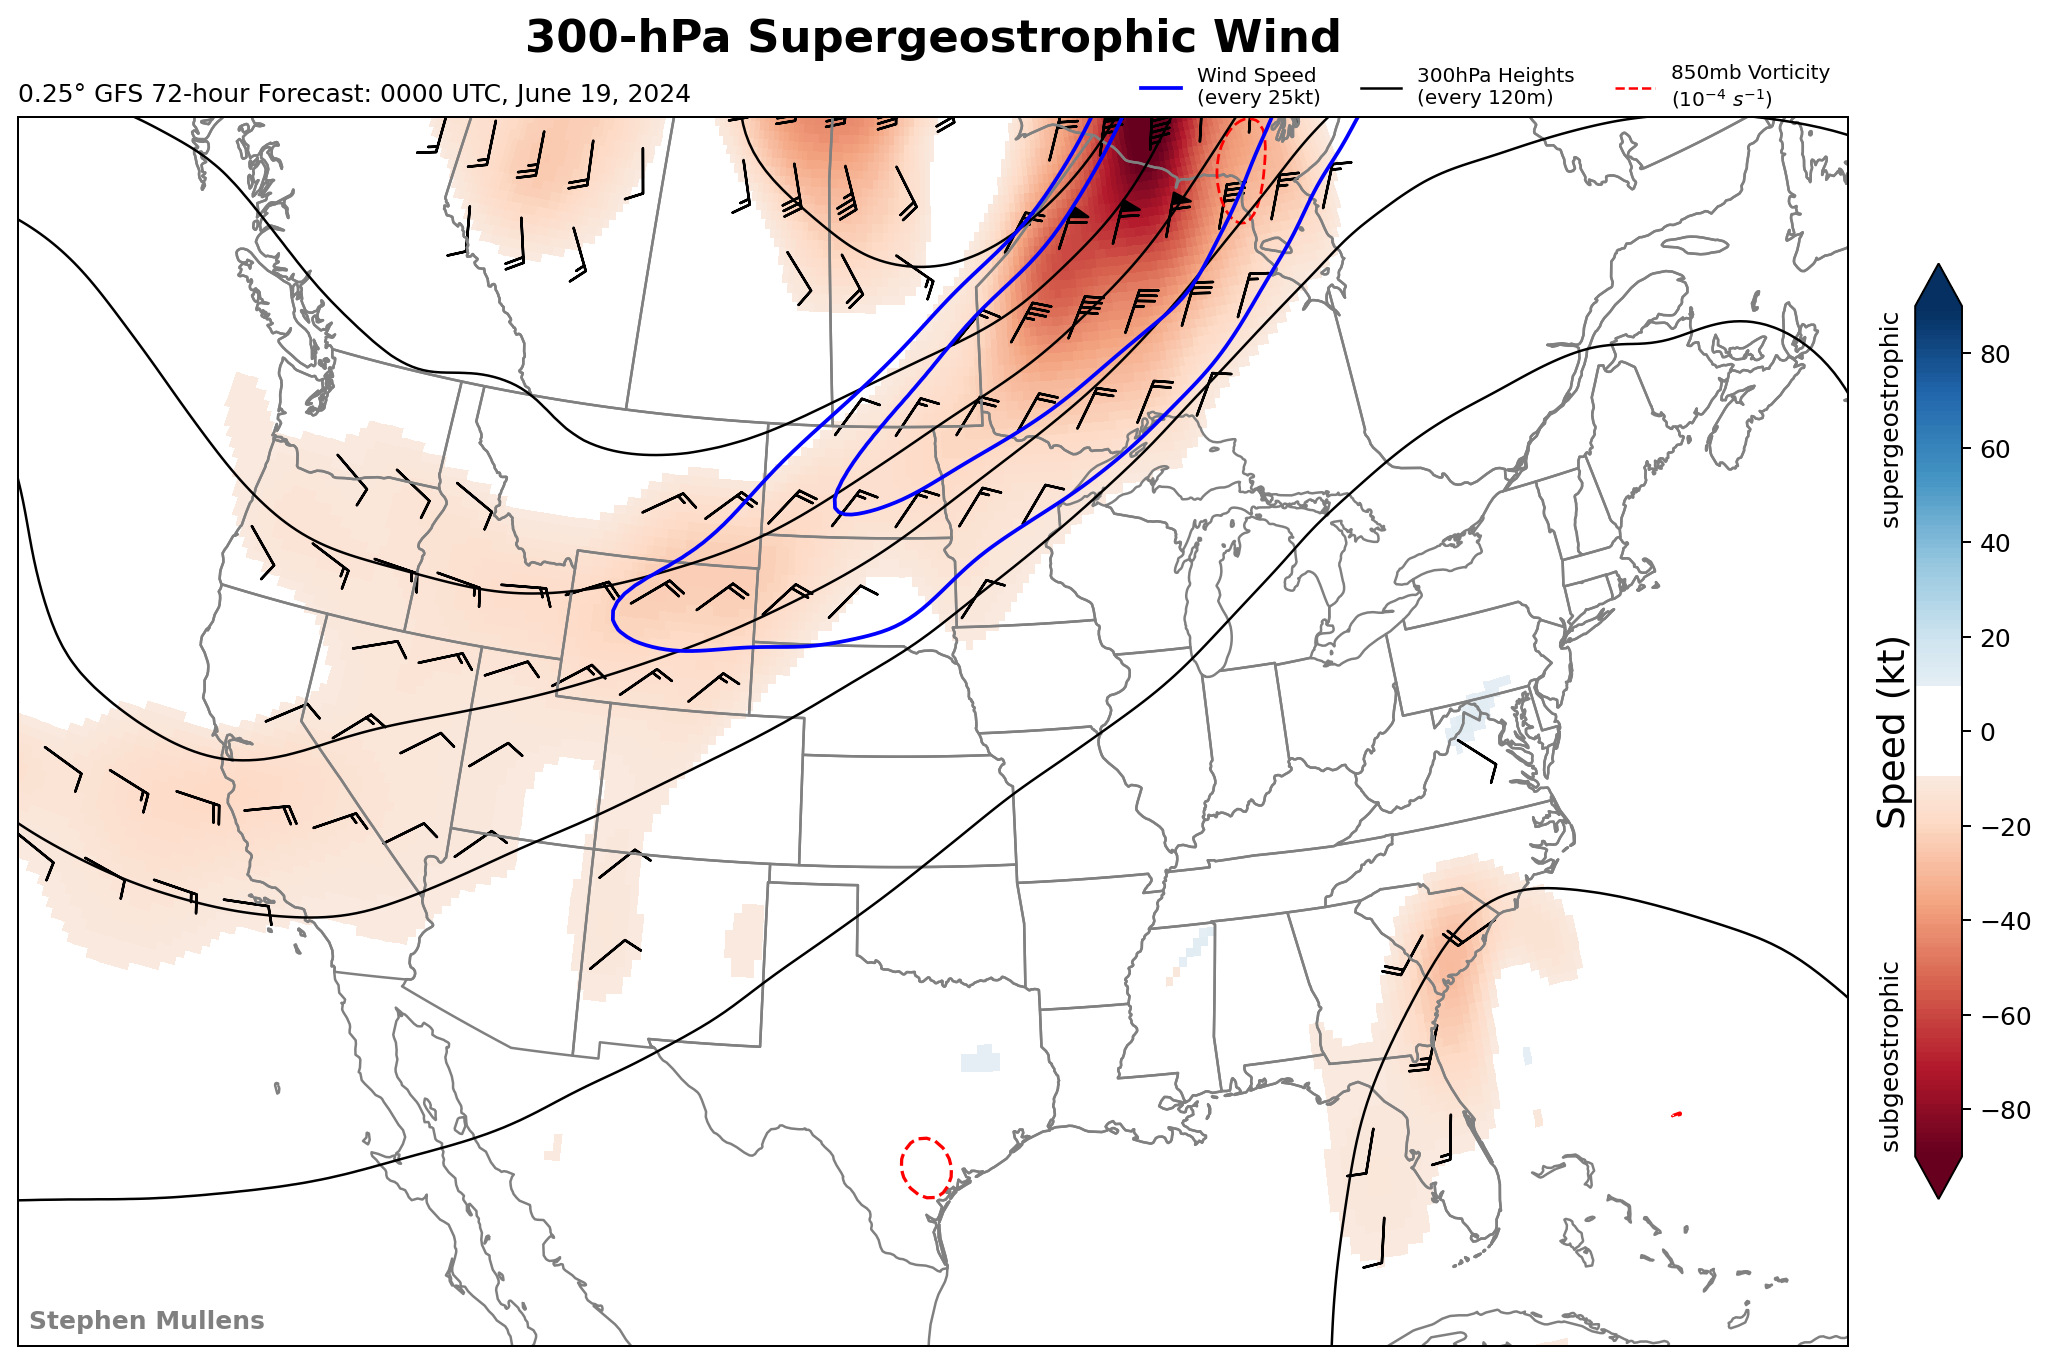 300-hPa Supergeostrophic Wind
0.25° GFS 72-hour Forecast: 0000 UTC, June 19, 2024
Wind Speed
(every 25kt)
300hPa Heights
(every 120m)
850mb Vorticity
(10⁻⁴ s⁻¹)
supergeostrophic
Speed (kt)
subgeostrophic
80
60
40
20
0
−20
−40
−60
−80
Stephen Mullens